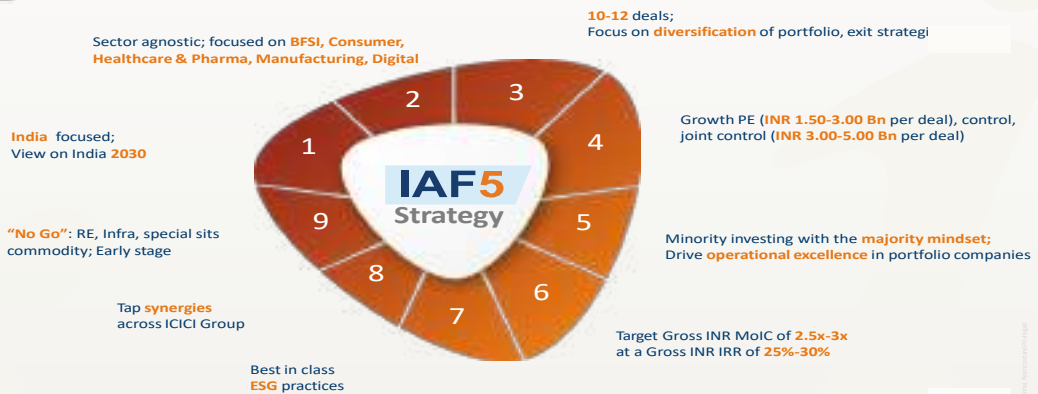 10-12 deals;
Focus on diversification of portfolio, exit strategi
Sector agnostic; focused on BFSI, Consumer,
Healthcare & Pharma, Manufacturing, Digital
India focused;
View on India 2030
Growth PE (INR 1.50-3.00 Bn per deal), control,
joint control (INR 3.00-5.00 Bn per deal)
1
2
3
4
5
6
7
8
9
IAF5
Strategy
"No Go": RE, Infra, special sits
commodity; Early stage
Minority investing with the majority mindset;
Drive operational excellence in portfolio companies
Tap synergies
across ICICI Group
Target Gross INR MoIC of 2.5x-3x
at a Gross INR IRR of 25%-30%
Best in class
ESG practices